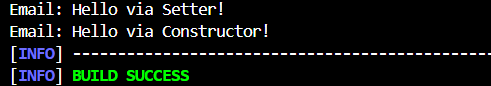 Email: Hello via Setter!
Email: Hello via Constructor!
[INFO] ------------------------------------------------
[INFO] BUILD SUCCESS